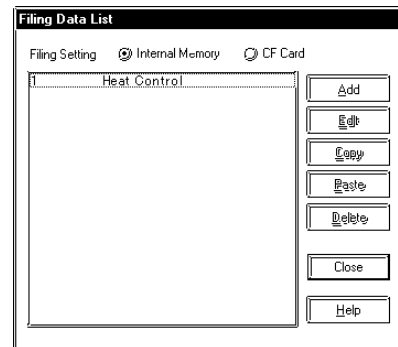 Filing Data List
Filing Setting Internal Memory CF Card
1 Heat Control
Add
Edit
Copy
Paste
Delete
Close
Help